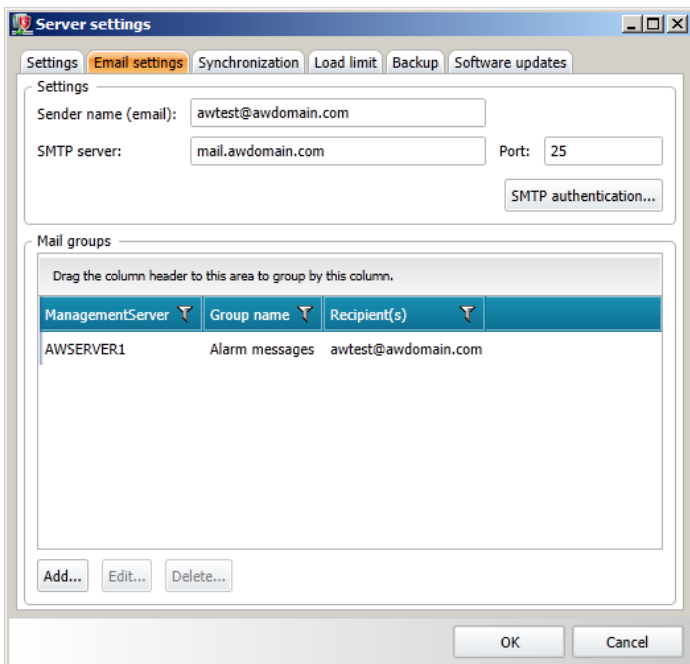 Server settings
Settings Email settings Synchronization Load limit Backup Software updates
Settings
Sender name (email): awtest@awdomain.com
SMTP server: mail.awdomain.com Port: 25
SMTP authentication...
Mail groups
Drag the column header to this area to group by this column.
ManagementServer Group name Recipient(s)
AWSERVER1 Alarm messages awtest@awdomain.com
Add... Edit... Delete...
OK Cancel